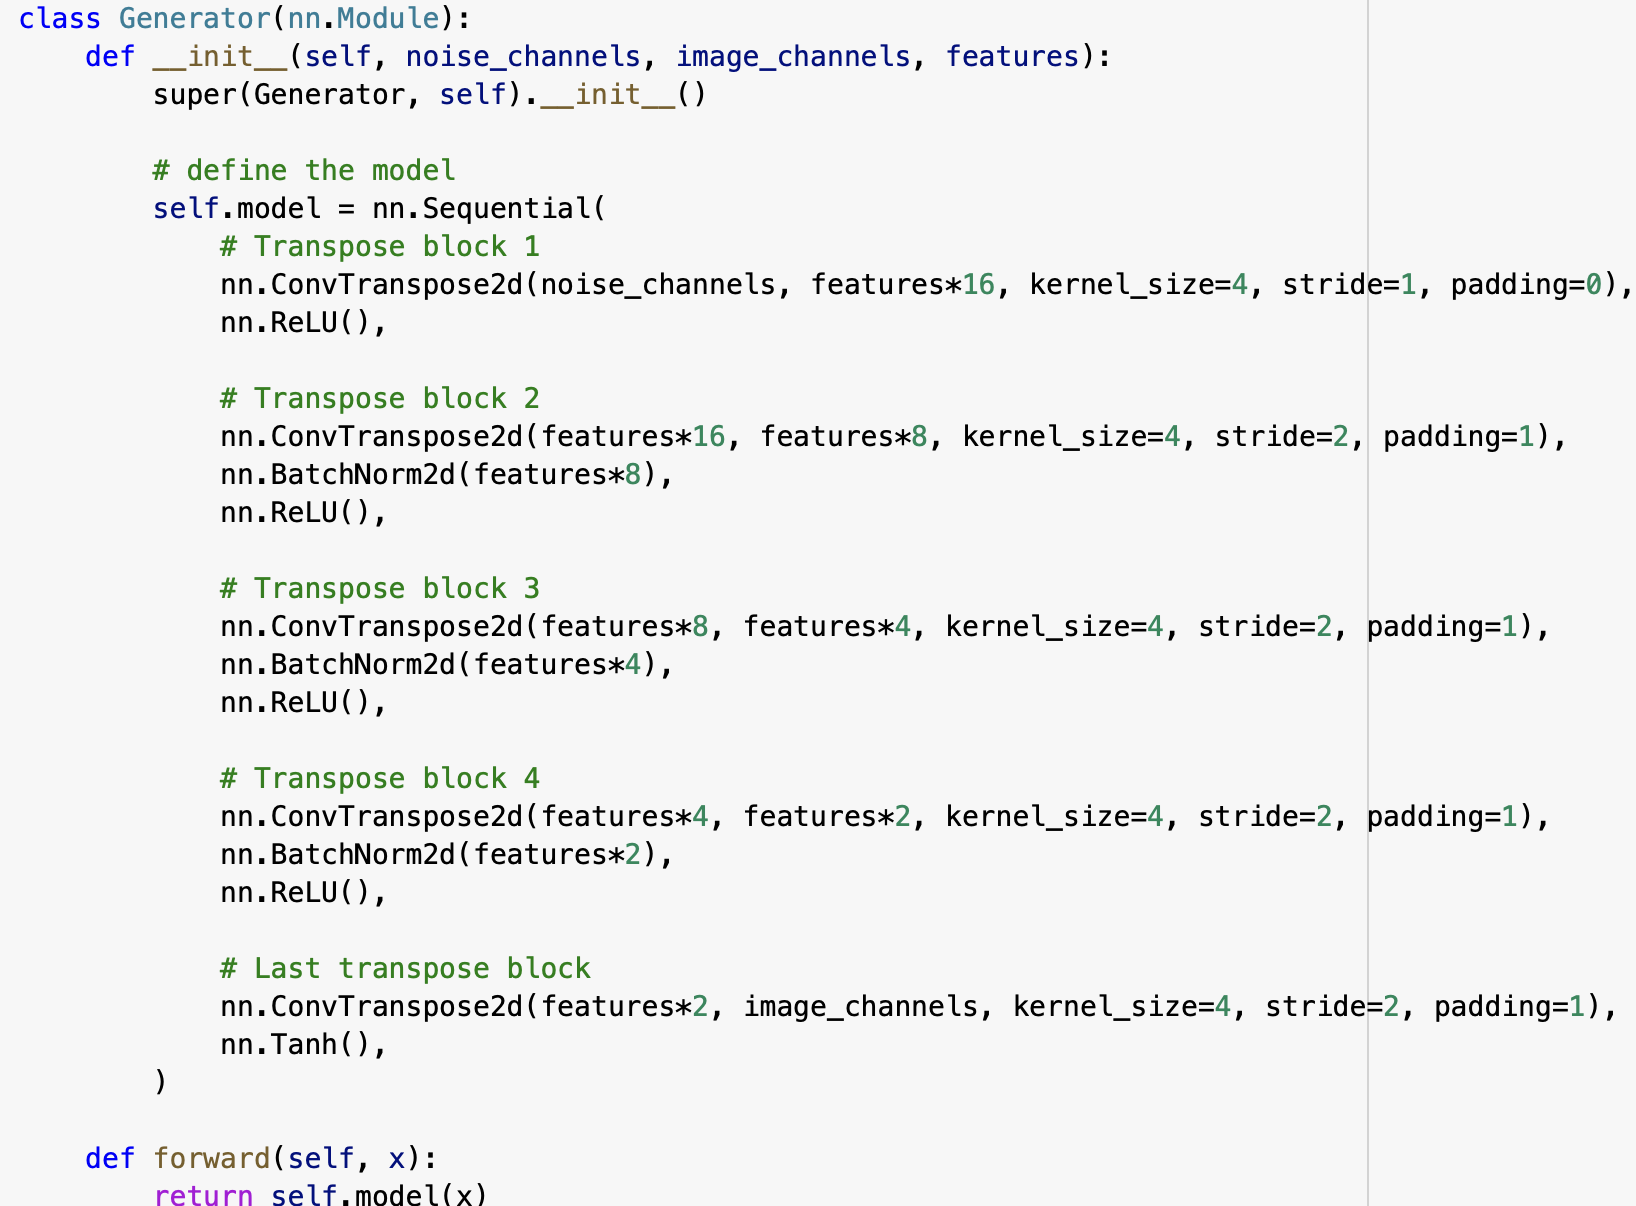 class Generator(nn.Module):
    def __init__(self, noise_channels, image_channels, features):
        super(Generator, self).__init__()

        # define the model
        self.model = nn.Sequential(
            # Transpose block 1
            nn.ConvTranspose2d(noise_channels, features*16, kernel_size=4, stride=1, padding=0),
            nn.ReLU(),

            # Transpose block 2
            nn.ConvTranspose2d(features*16, features*8, kernel_size=4, stride=2, padding=1),
            nn.BatchNorm2d(features*8),
            nn.ReLU(),

            # Transpose block 3
            nn.ConvTranspose2d(features*8, features*4, kernel_size=4, stride=2, padding=1),
            nn.BatchNorm2d(features*4),
            nn.ReLU(),

            # Transpose block 4
            nn.ConvTranspose2d(features*4, features*2, kernel_size=4, stride=2, padding=1),
            nn.BatchNorm2d(features*2),
            nn.ReLU(),

            # Last transpose block
            nn.ConvTranspose2d(features*2, image_channels, kernel_size=4, stride=2, padding=1),
            nn.Tanh(),
        )

    def forward(self, x):
        return self.model(x)